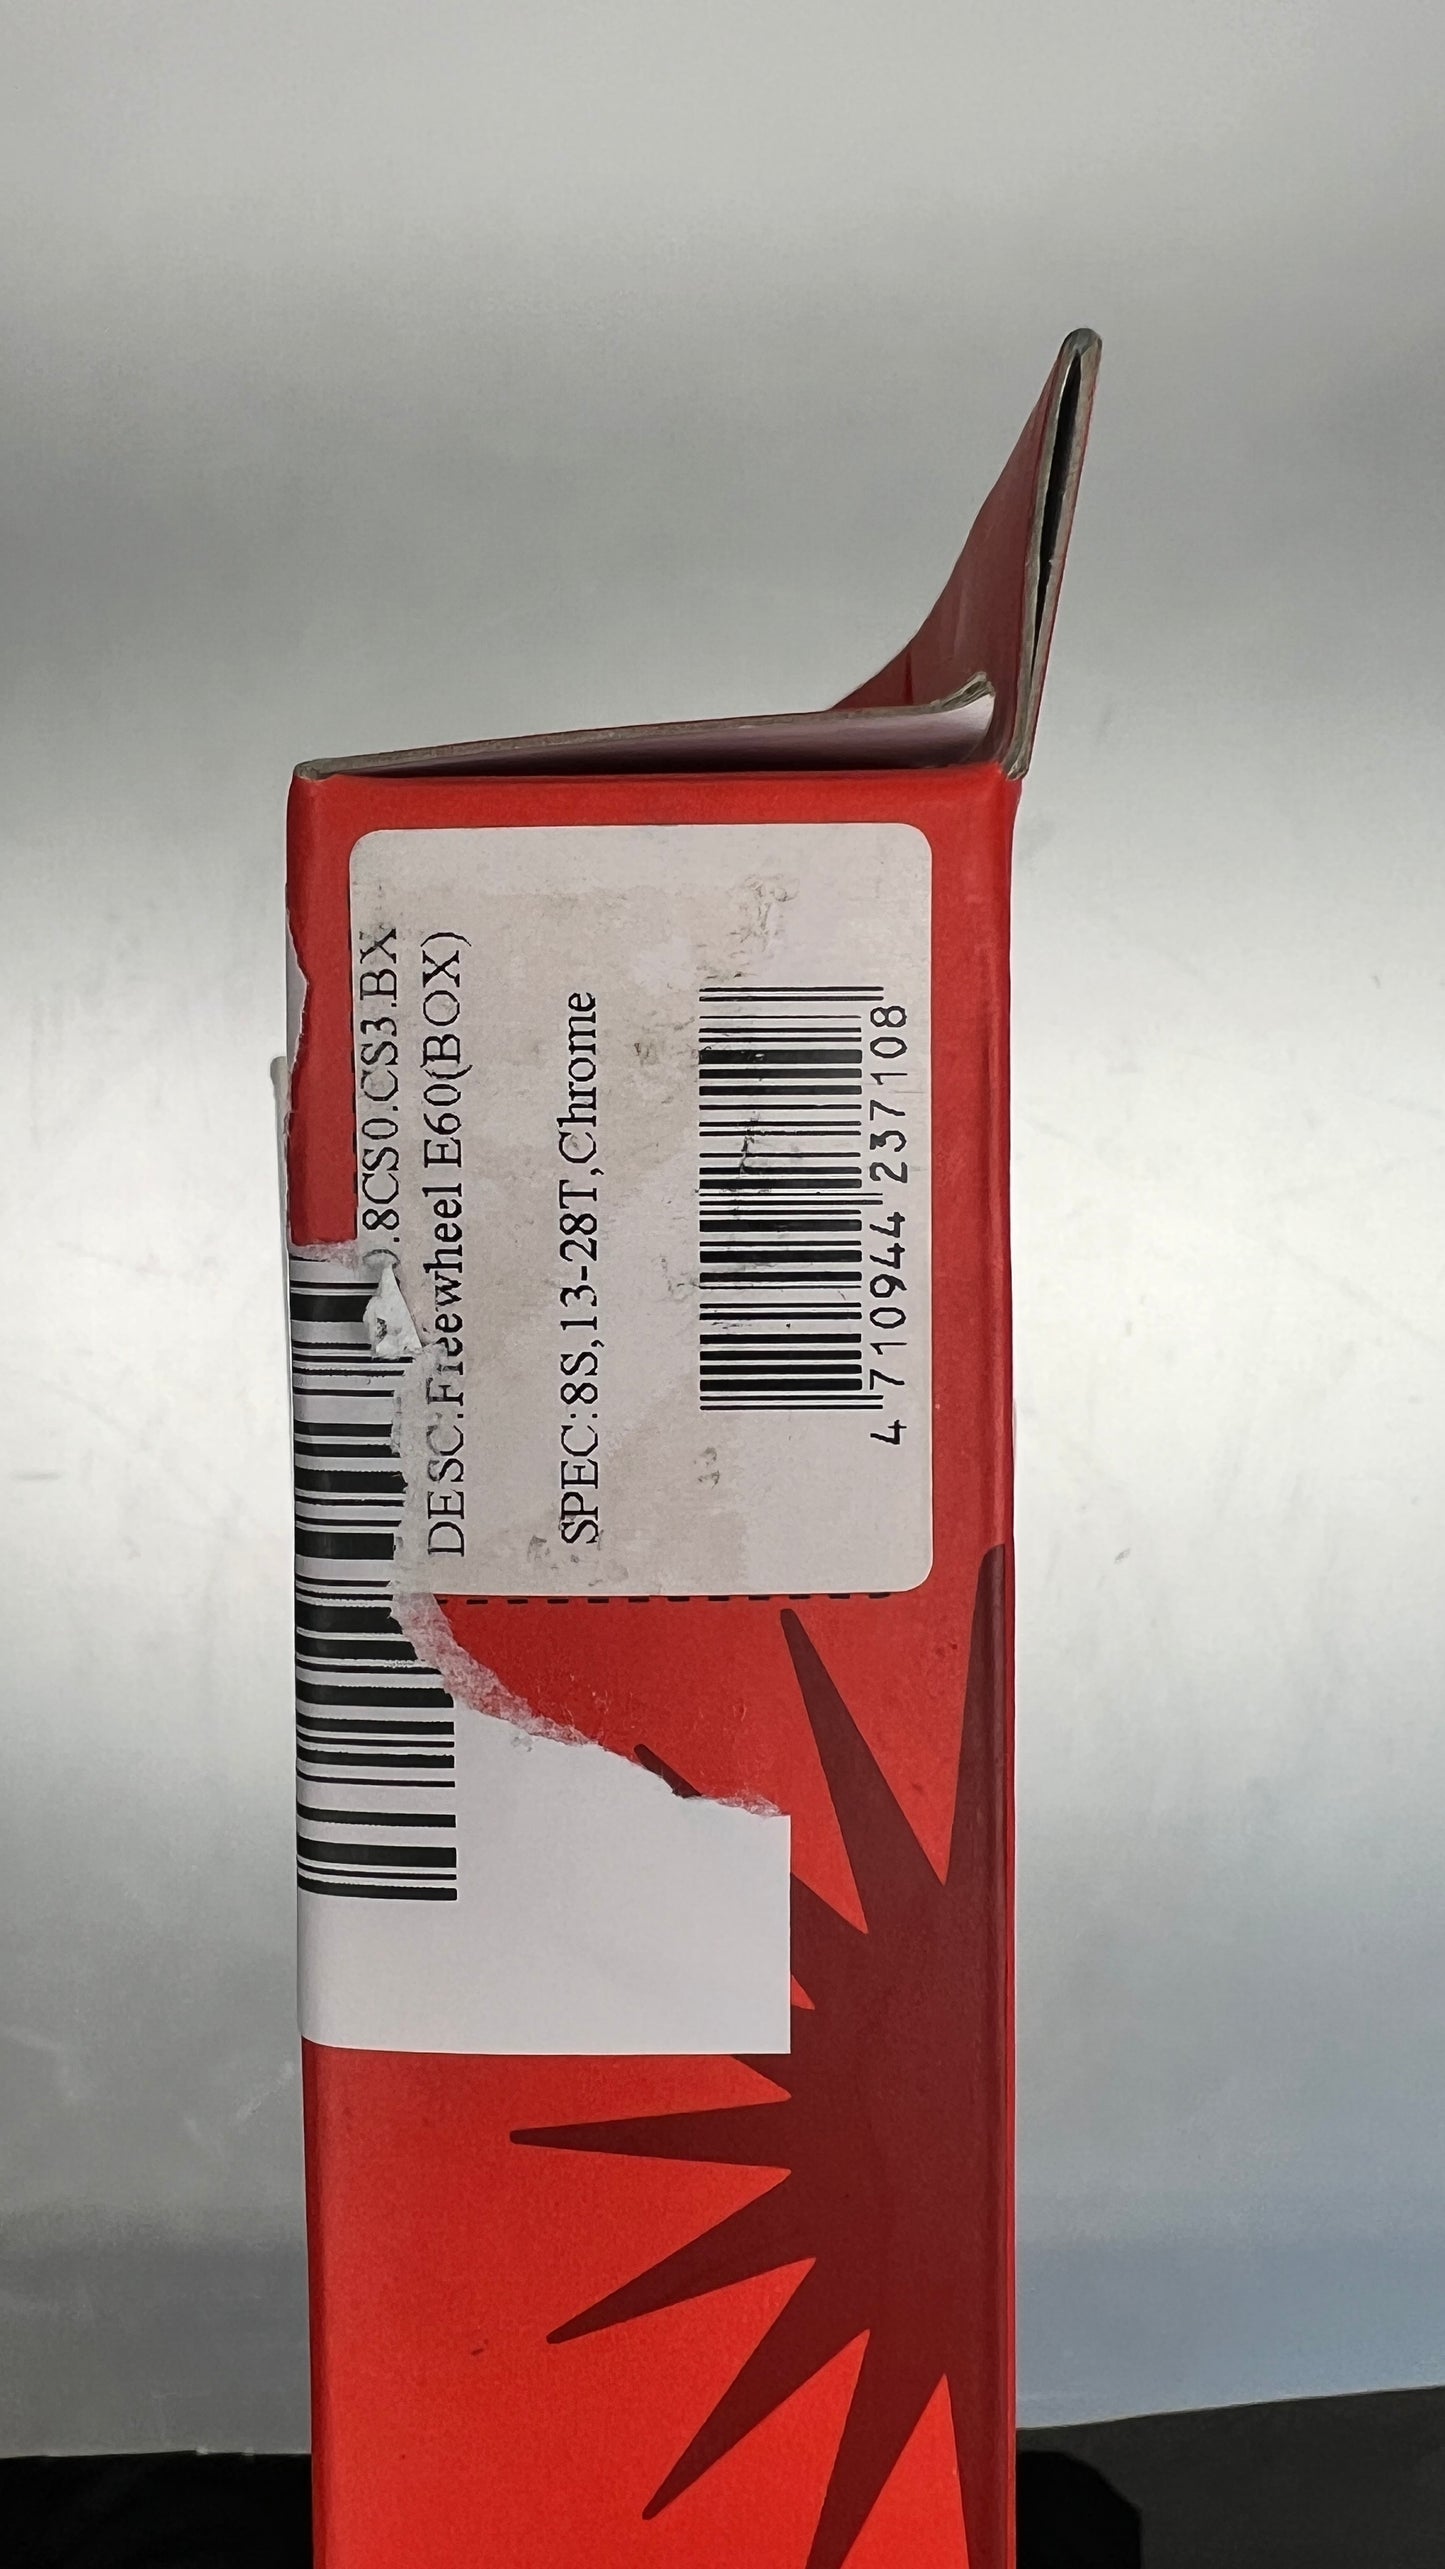 .8CS0.CS3.BX
DESC:Freewheel E60(BOX)
SPEC:8S,13-28T,Chrome
4 710944 237108